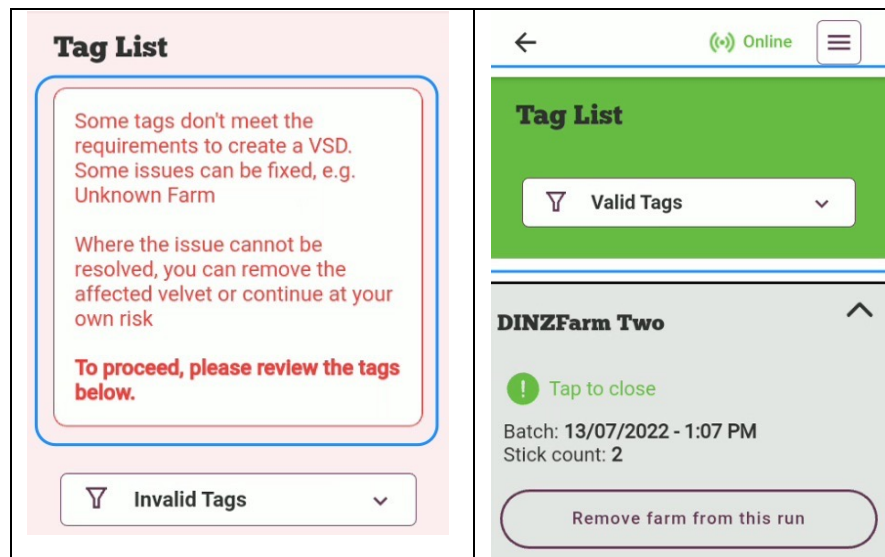 Tag List
Some tags don't meet the
requirements to create a VSD.
Some issues can be fixed, e.g.
Unknown Farm
Where the issue cannot be
resolved, you can remove the
affected velvet or continue at your
own risk
To proceed, please review the tags
below.
Invalid Tags
Online
Tag List
Valid Tags
DINZFarm Two
! Tap to close
Batch: 13/07/2022 - 1:07 PM
Stick count: 2
Remove farm from this run